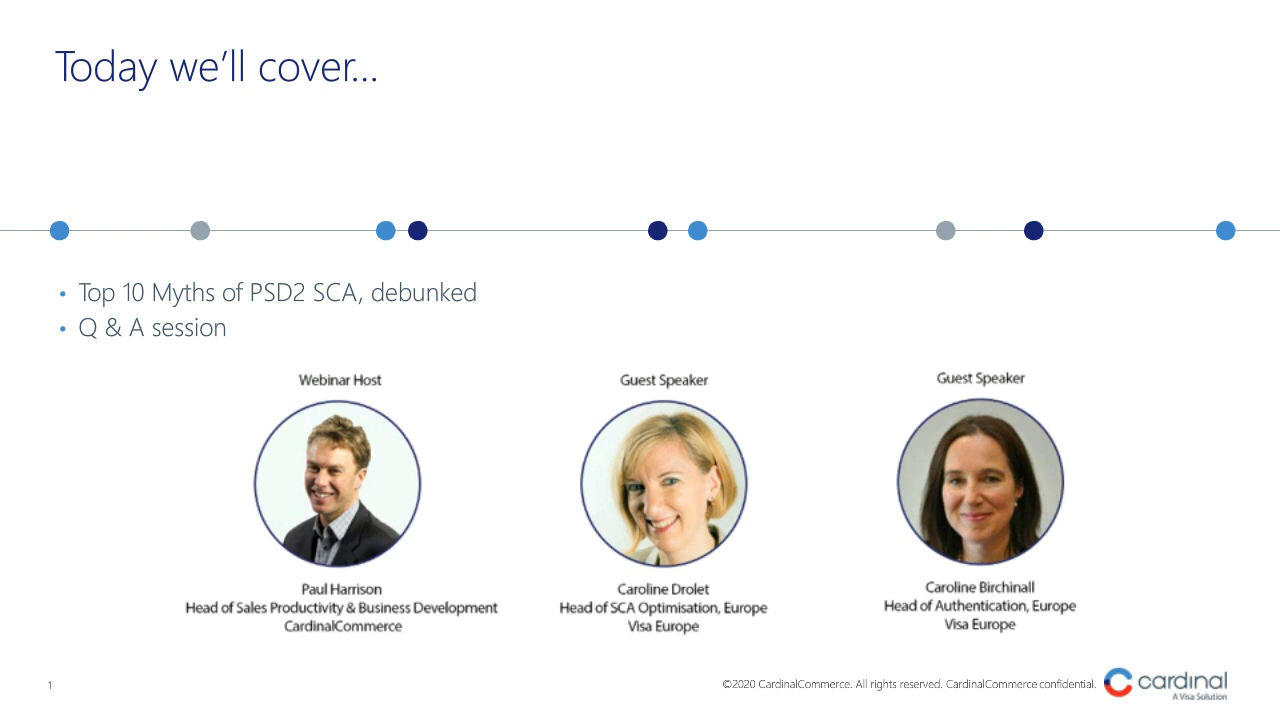 Today we'll cover...
• Top 10 Myths of PSD2 SCA, debunked
• Q & A session
Webinar Host
Paul Harrison
Head of Sales Productivity & Business Development
CardinalCommerce
Guest Speaker
Caroline Drolet
Head of SCA Optimisation, Europe
Visa Europe
Guest Speaker
Caroline Birchinall
Head of Authentication, Europe
Visa Europe
1
©2020 CardinalCommerce. All rights reserved. CardinalCommerce confidential.
cardinal
A Visa Solution